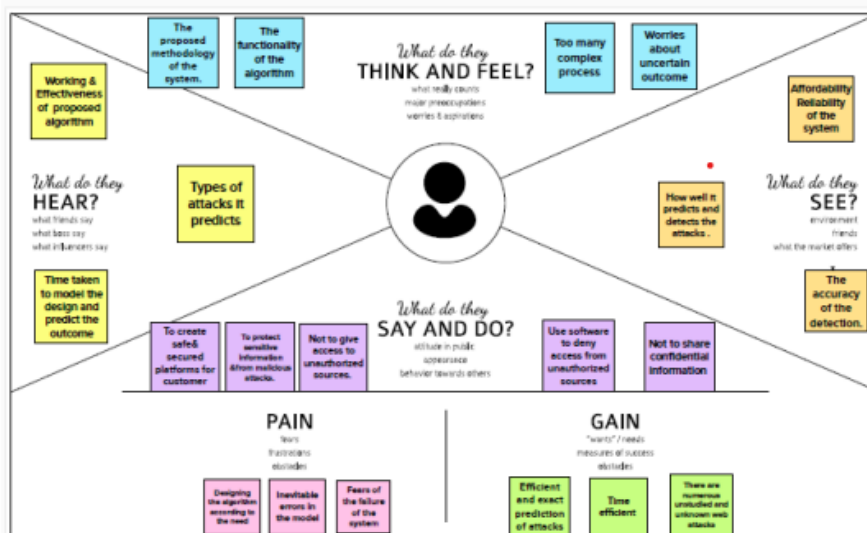 The
proposed
methodology
of the
system.
The
functionality
of the
algorithm
What do they
THINK AND FEEL?
what really counts
major preoccupations
worries & aspirations
Too many
complex
process
Worries
about
uncertain
outcome
Working &
Effectiveness
of proposed
algorithm
Affordability
Reliability
of the
system
What do they
HEAR?
what friends say
what boss say
what influencers say
Types of
attacks it
predicts
How well it
predicts and
detects the
attacks .
What do they
SEE?
environment
friends
what the market offers
Time taken
to model the
design and
predict the
outcome
The
accuracy
of the
detection.
What do they
SAY AND DO?
attitude in public
appearance
behavior towards others
To create
safe&
secured
platforms for
customer
To protect
sensitive
information
&from malicious
attacks.
Not to give
access to
unauthorized
sources.
Use software
to deny
access from
unauthorized
sources
Not to share
confidential
information
PAIN
fears
frustrations
obstacles
GAIN
"wants" / needs
measures of success
obstacles
Designing
the algorithm
according to
the need
Inevitable
errors in
the model
Fears of
the failure
of the
system
Efficient
and exact
prediction
of attacks
Time
efficient
There are
numerous
unstudied and
unknown web
attacks